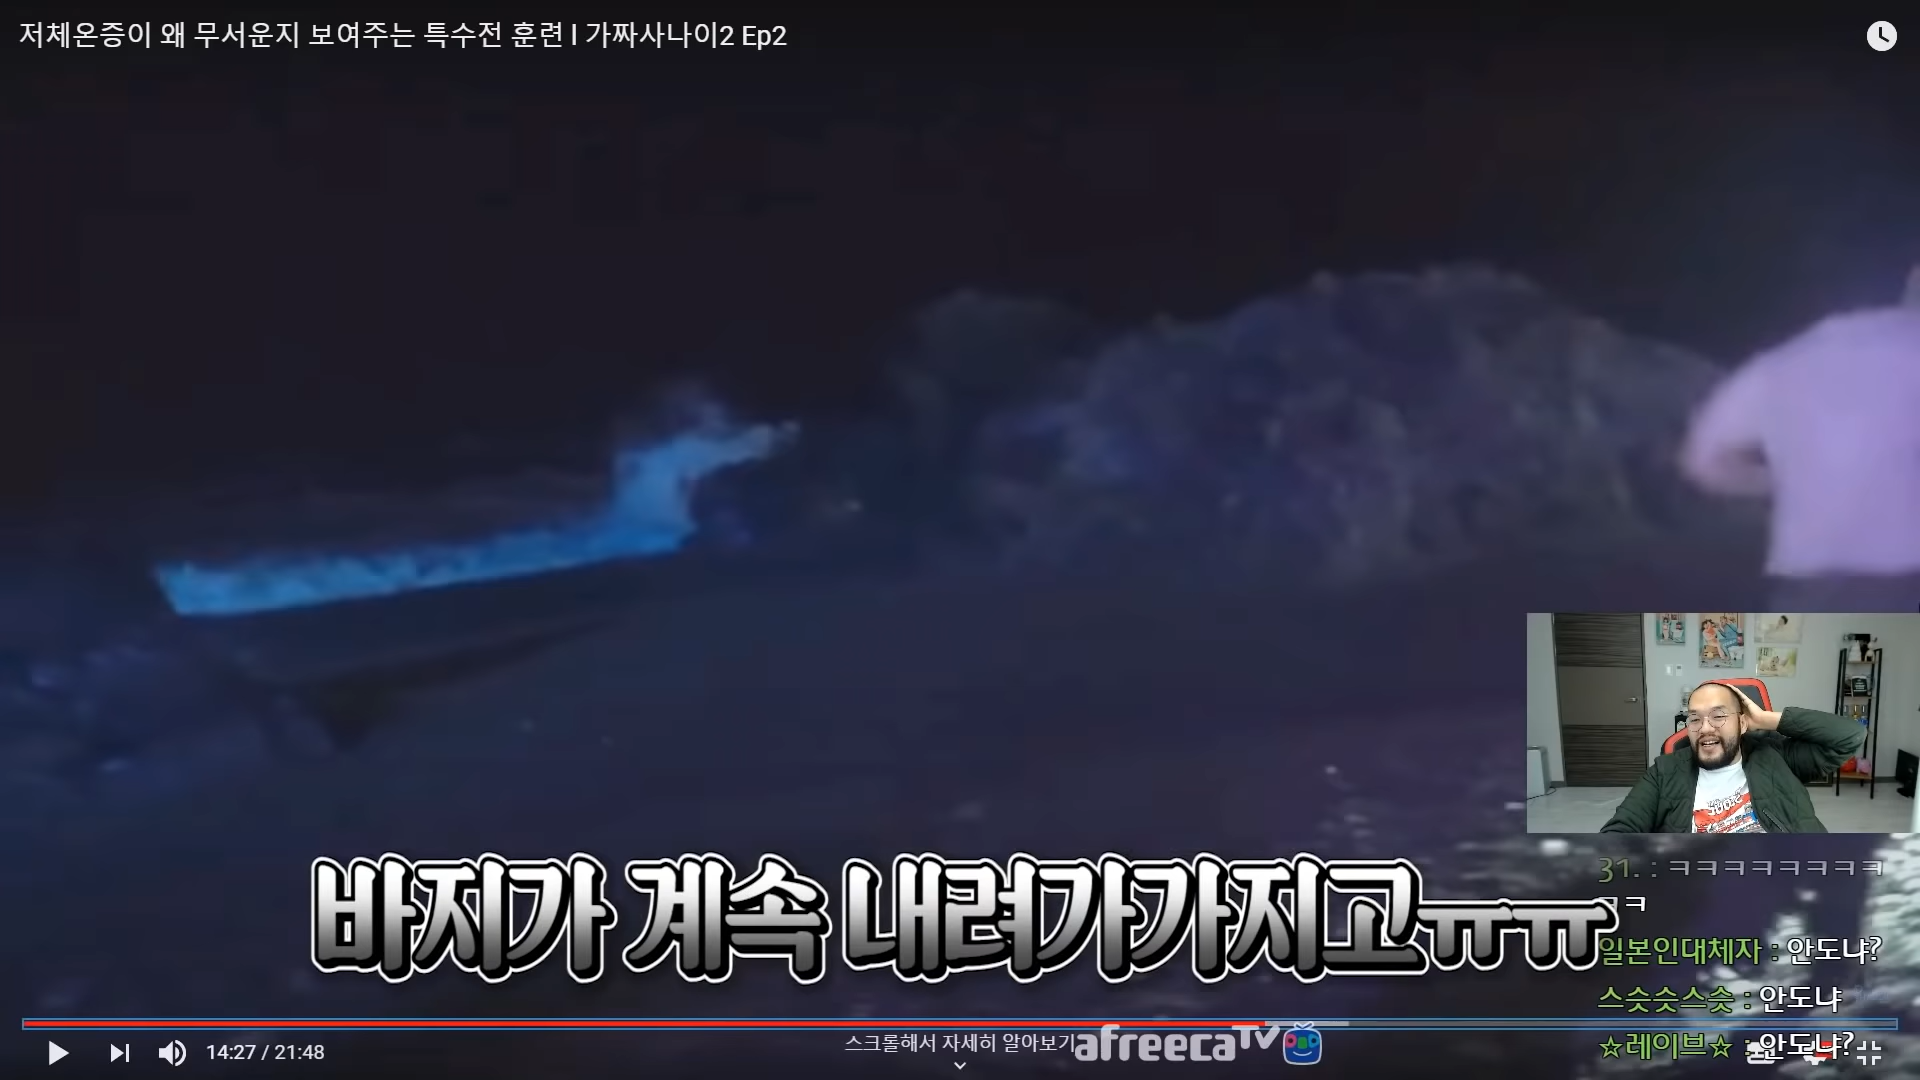 저체온증이 왜 무서운지 보여주는 특수전 훈련 l 가짜사나이2 Ep2
바지가 계속 내려가가지고ㅠㅠ
31. : ㅋㅋㅋㅋㅋㅋㅋㅋ
ㅋㅋ
일본인대체자 : 안도냐?
스슷슷스슷 : 안도냐
☆레이브☆ : 안도냐?
14:27 / 21:48
스크롤해서 자세히 알아보기
afreecaTV